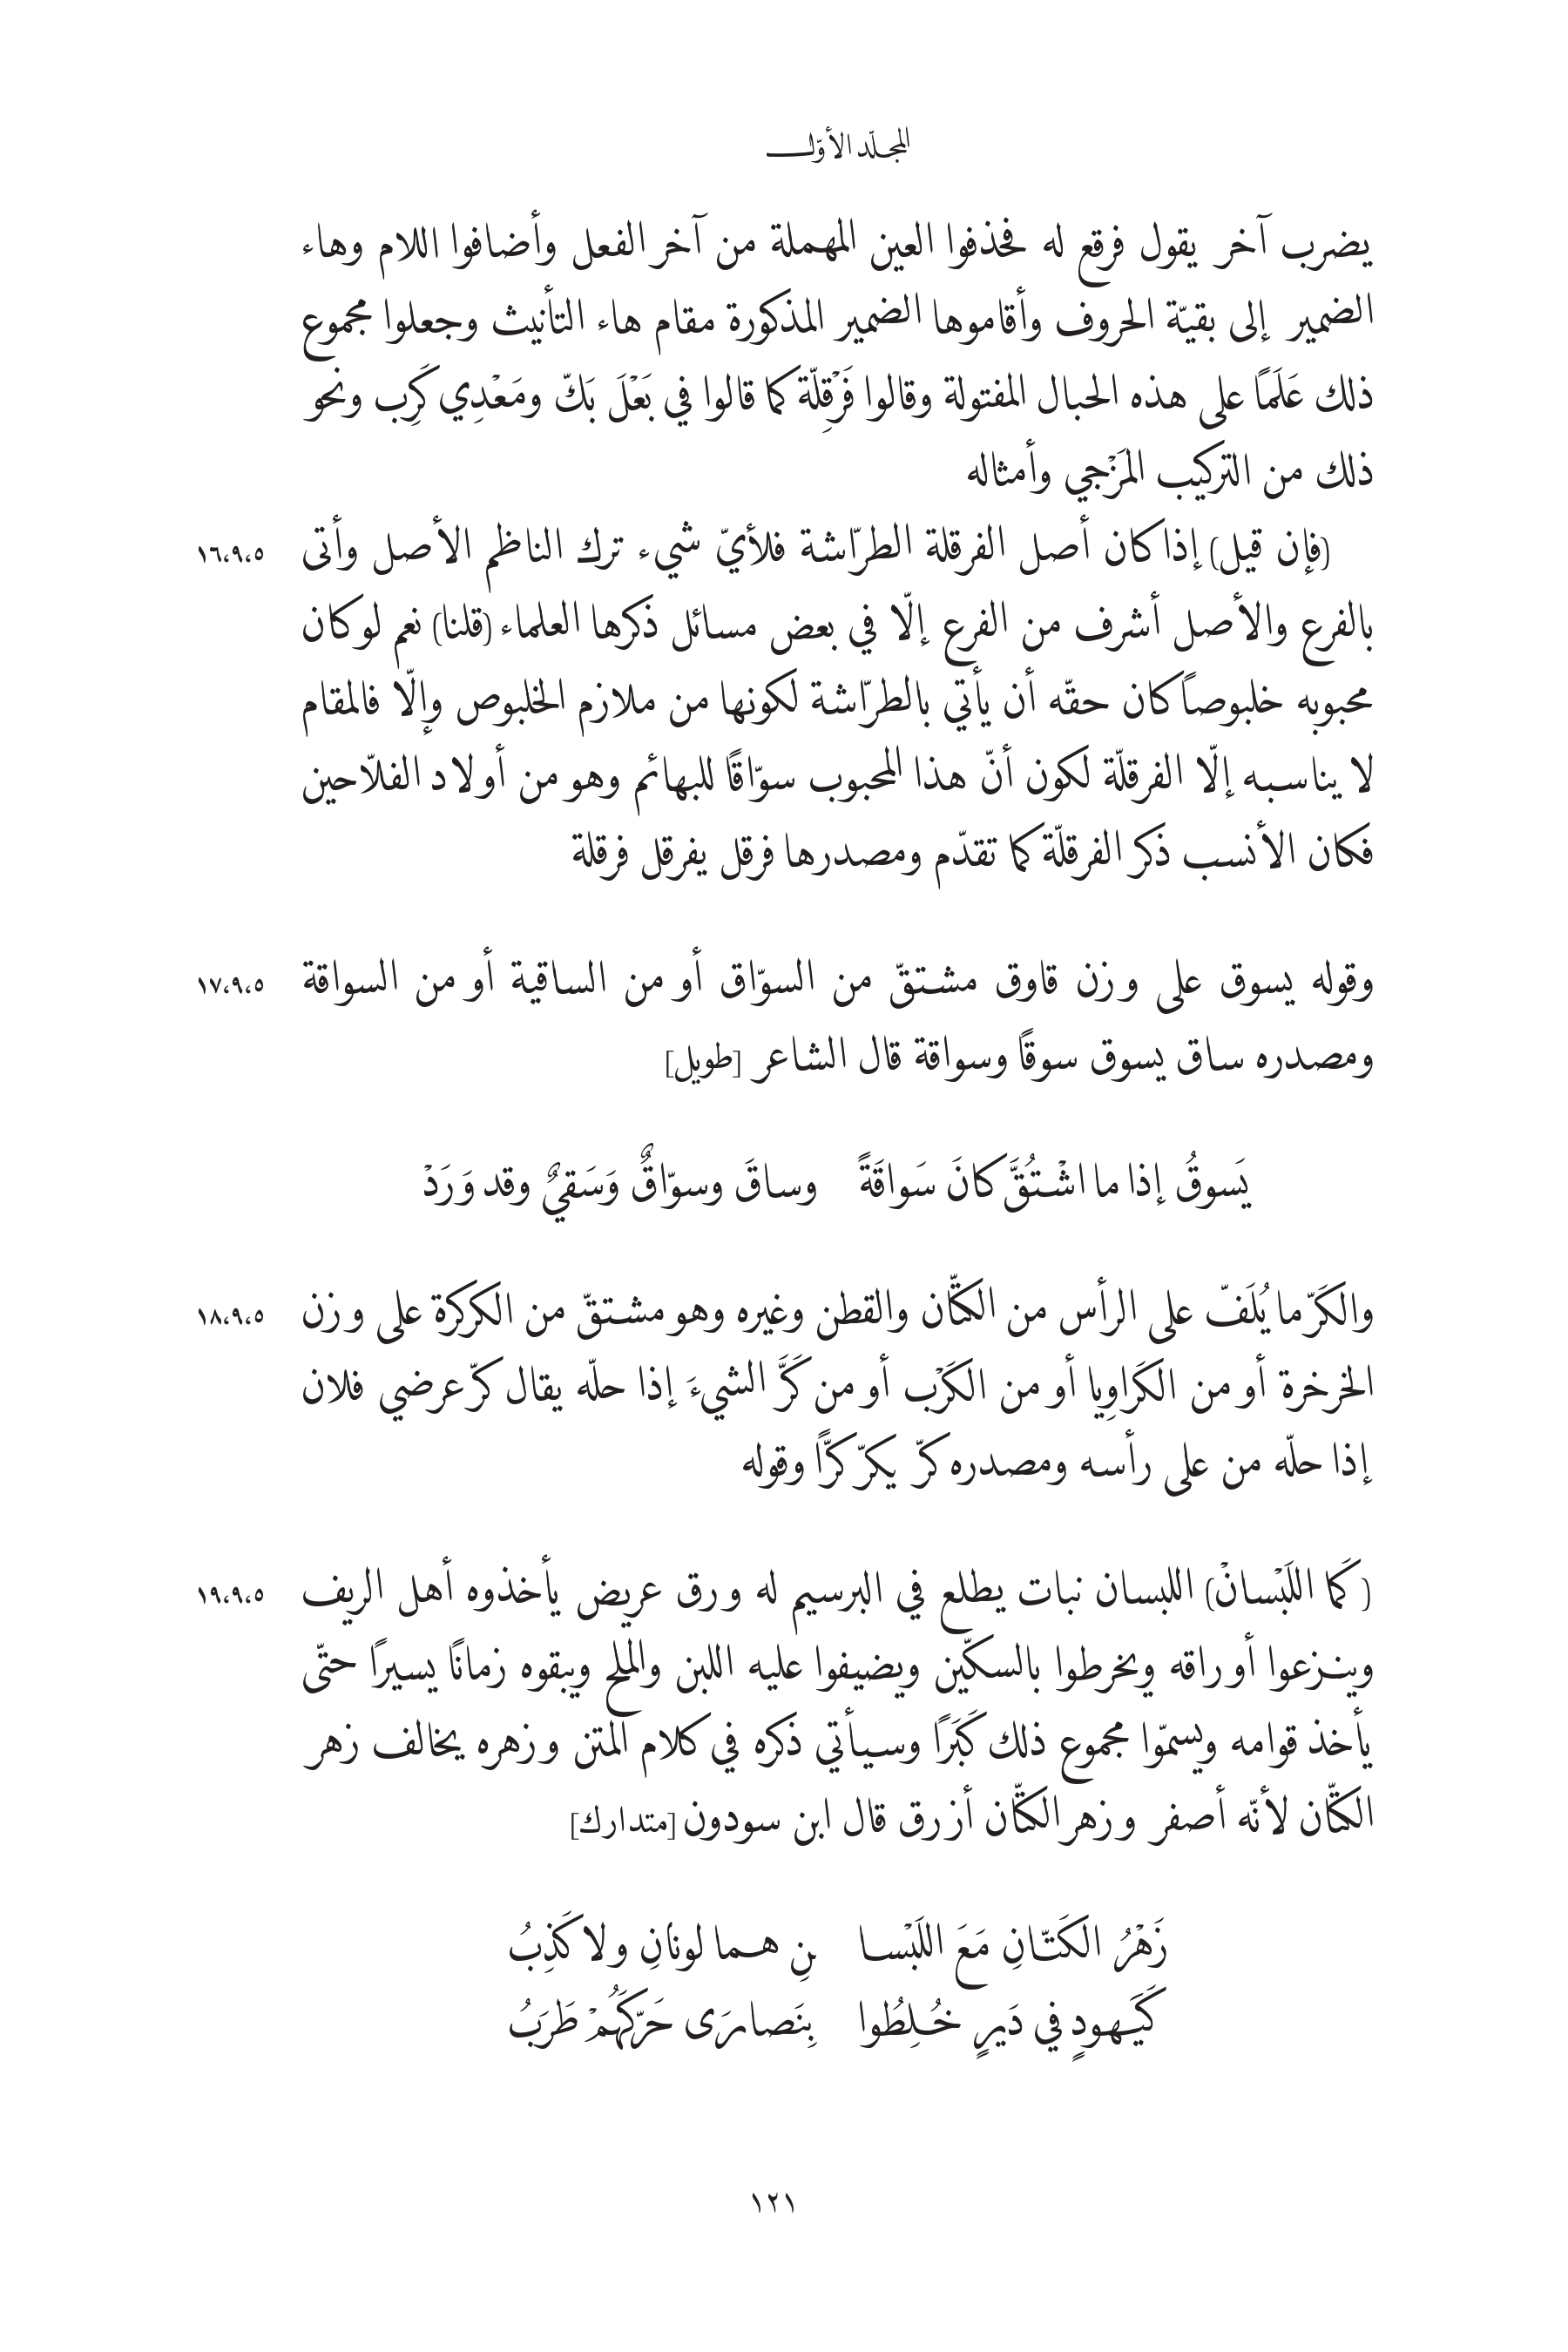 المجلّد الأوّل
يضرب آخر يقول فرقع له فحذفوا العين المهملة من آخر الفعل وأضافوا اللام وهاء
الضمير إلى بقيّة الحروف وأقاموها الضمير المذكورة مقام هاء التأنيث وجعلوا مجموع
ذلك عَلَمًا على هذه الحبال المفتولة وقالوا فَرْقِلّة كما قالوا في بَعْلَ بَكّ ومَعْدِي كَرِب ونحو
ذلك من التركيب المَزْجي وأمثاله
(فإن قيل) إذا كان أصل الفرقلة الطرّاشة فلأيّ شيء ترك الناظم الأصل وأتى ١٦،٩،٥
بالفرع والأصل أشرف من الفرع إلّا في بعض مسائل ذكرها العلماء (قلنا) نعم لو كان
محبوبه خلبوصاً كان حقّه أن يأتي بالطرّاشة لكونها من ملازم الخلبوص وإلّا فالمقام
لا يناسبه إلّا الفرقلّة لكون أنّ هذا المحبوب سوّاقًا للبهائم وهو من أولاد الفلاّحين
فكان الأنسب ذكر الفرقلّة كما تقدّم ومصدرها فرقل يفرقل فرقلة
وقوله يسوق على وزن قاوق مشتقّ من السوّاق أو من الساقية أو من السواقة ١٧،٩،٥
ومصدره ساق يسوق سوقًا وسواقة قال الشاعر [طويل]
يَسوقُ إذا ما اشْتُقَّ كانَ سَواقَةً وساقَ وسوّاقٌ وَسَقيٌ وقد وَرَدْ
والكَرّ ما يُلَفّ على الرأس من الكتّان والقطن وغيره وهو مشتقّ من الكركرة على وزن ١٨،٩،٥
الخرخرة أو من الكَراوِيا أو من الكَرْب أو من كَرَّ الشيءَ إذا حلّه يقال كرّ عرضي فلان
إذا حلّه من على رأسه ومصدره كرّ يكرّ كرًّا وقوله
(كَما اللَبْسانْ) اللبسان نبات يطلع في البرسيم له ورق عريض يأخذوه أهل الريف ١٩،٩،٥
وينزعوا أوراقه ويخرطوا بالسكّين ويضيفوا عليه اللبن والملح ويبقوه زمانًا يسيرًا حتّى
يأخذ قوامه ويسمّوا مجموع ذلك كَبَرًا وسيأتي ذكره في كلام المتن وزهره يخالف زهر
الكتّان لأنّه أصفر وزهر الكتّان أزرق قال ابن سودون [متدارك]
زَهْرُ الكَتّانِ مَعَ اللَبْسا نِ هما لونانِ ولا كَذِبُ
كَيَهودٍ في دَيرٍ خُلِطُوا بِنَصارَى حَرّكَهُمْ طَرَبُ
١٢١